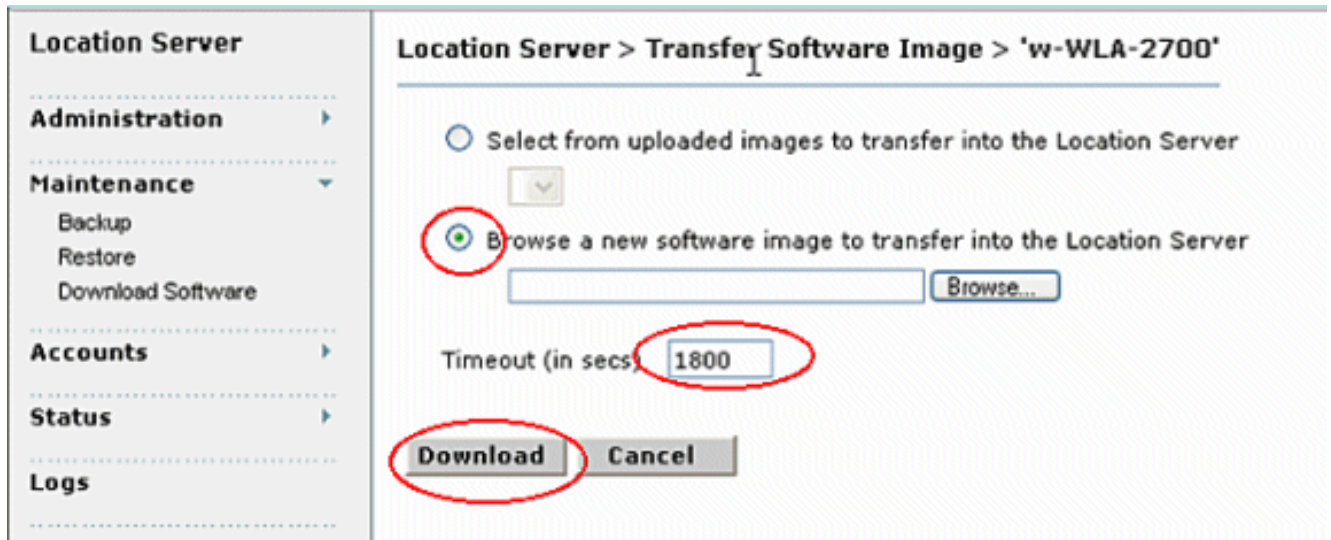 Location Server
Administration
Maintenance
Backup
Restore
Download Software
Accounts
Status
Logs
Location Server > Transfer Software Image > 'w-WLA-2700'
Select from uploaded images to transfer into the Location Server
Browse a new software image to transfer into the Location Server
Browse...
Timeout (in secs) 1800
Download Cancel